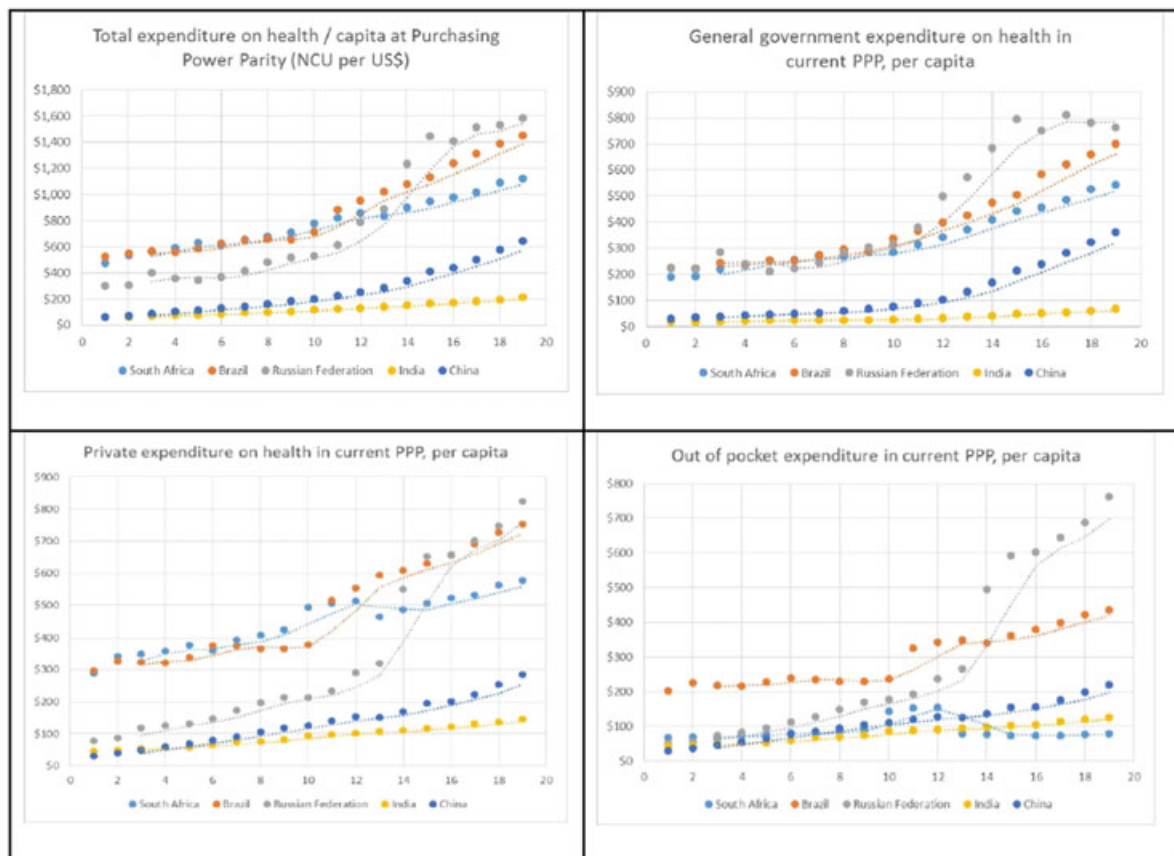 Total expenditure on health / capita at Purchasing
Power Parity (NCU per US$)
$1,800
$1,600
$1,400
$1,200
$1,000
$800
$600
$400
$200
$0
0 2 4 6 8 10 12 14 16 18 20
South Africa Brazil Russian Federation India China
General government expenditure on health in
current PPP, per capita
$900
$800
$700
$600
$500
$400
$300
$200
$100
$0
0 2 4 6 8 10 12 14 16 18 20
South Africa Brazil Russian Federation India China
Private expenditure on health in current PPP, per capita
$900
$800
$700
$600
$500
$400
$300
$200
$100
$0
0 2 4 6 8 10 12 14 16 18 20
South Africa Brazil Russian Federation India China
Out of pocket expenditure in current PPP, per capita
$800
$700
$600
$500
$400
$300
$200
$100
$0
0 2 4 6 8 10 12 14 16 18 20
South Africa Brazil Russian Federation India China